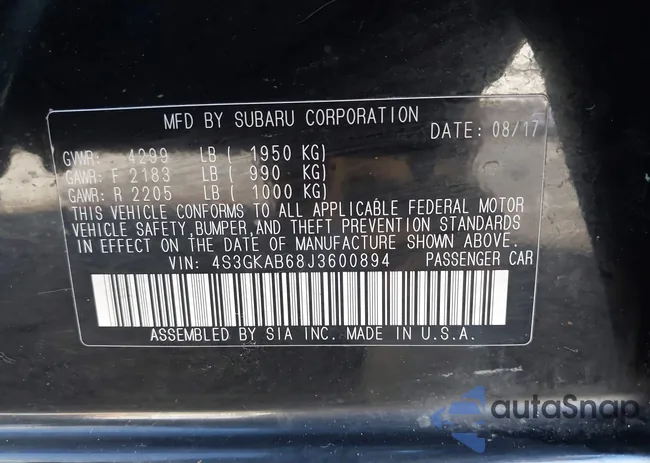 MFD BY SUBARU CORPORATION
DATE: 08/17
GVWR: 4299 LB ( 1950 KG)
GAWR: F 2183 LB ( 990 KG)
GAWR: R 2205 LB ( 1000 KG)
THIS VEHICLE CONFORMS TO ALL APPLICABLE FEDERAL MOTOR
VEHICLE SAFETY,BUMPER,AND THEFT PREVENTION STANDARDS
IN EFFECT ON THE DATE OF MANUFACTURE SHOWN ABOVE.
VIN: 4S3GKAB68J3600894 PASSENGER CAR
ASSEMBLED BY SIA INC. MADE IN U.S.A.
autoSnap